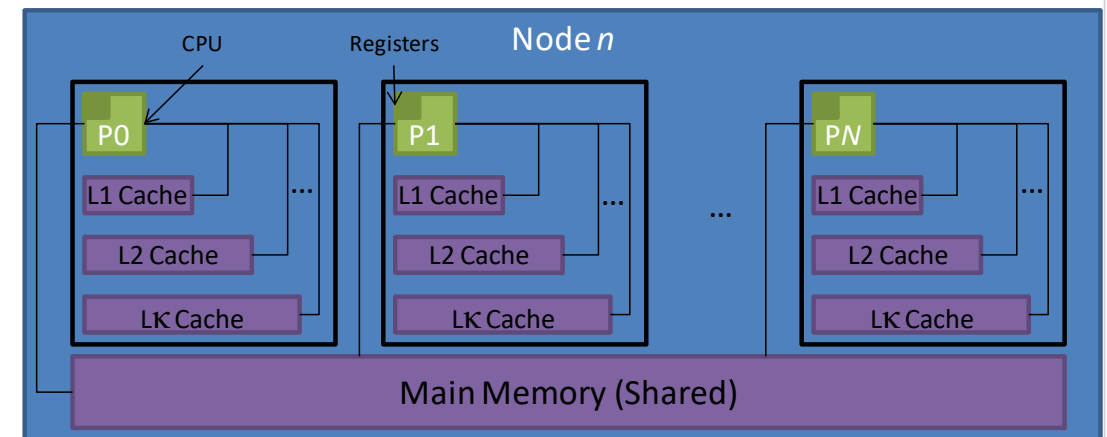 Node n
CPU
Registers
P0
P1
PN
L1 Cache
...
L1 Cache
...
...
L1 Cache
...
L2 Cache
L2 Cache
L2 Cache
Lκ Cache
Lκ Cache
Lκ Cache
Main Memory (Shared)